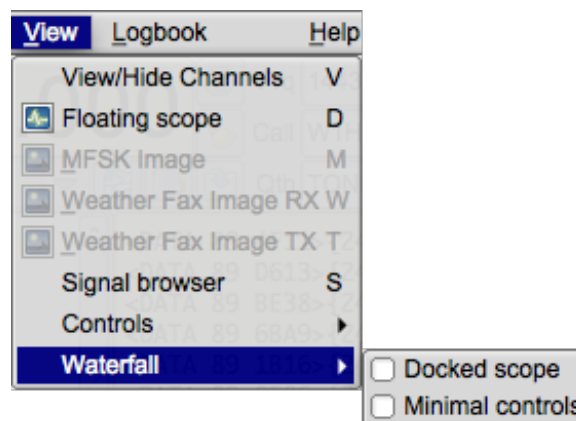 View Logbook Help
View/Hide Channels V
Floating scope D
MFSK Image M
Weather Fax Image RX W
Weather Fax Image TX T
Signal browser S
Controls
Waterfall
Docked scope
Minimal controls